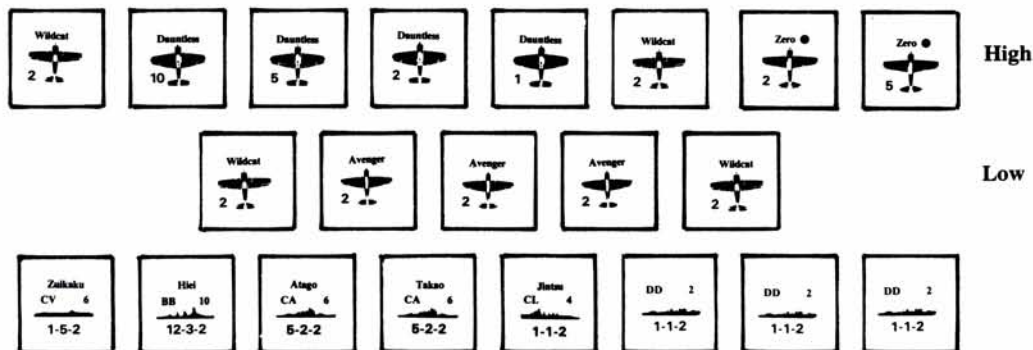 Wildcat Dauntless Dauntless Dauntless Dauntless Wildcat Zero ● Zero ● High
2 10 5 2 1 2 2 5
Wildcat Avenger Avenger Avenger Wildcat Low
2 2 2 2 2
Zuikaku Hiei Atago Takao Jintsu
CV 6 BB 10 CA 6 CA 6 CL 4 DD 2 DD 2 DD 2
1-5-2 12-3-2 5-2-2 5-2-2 1-1-2 1-1-2 1-1-2 1-1-2